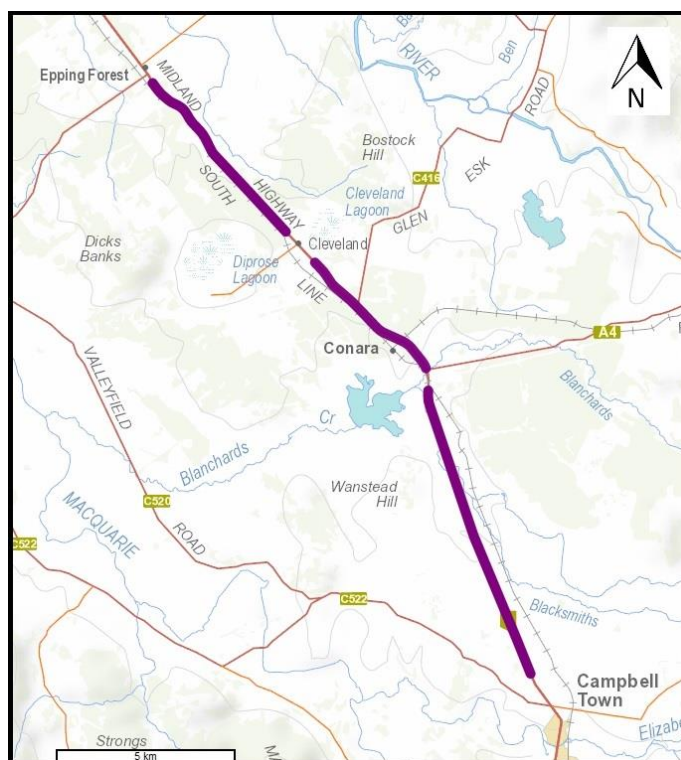 RIVER
Ben
Epping Forest
MIDLAND
ROAD
N
Bostock
Hill
ESK
C416
SOUTH
HIGHWAY
Cleveland
Lagoon
GLEN
Dicks
Banks
Cleveland
Diprose
Lagoon
LINE
A4
Conara
VALLEYFIELD
Blanchards
Cr
Blanchards
Wanstead
Hill
C520
MACQUARIE
ROAD
C522
C522
Blacksmiths
Campbell
Town
Elizabe
Strongs
5 km